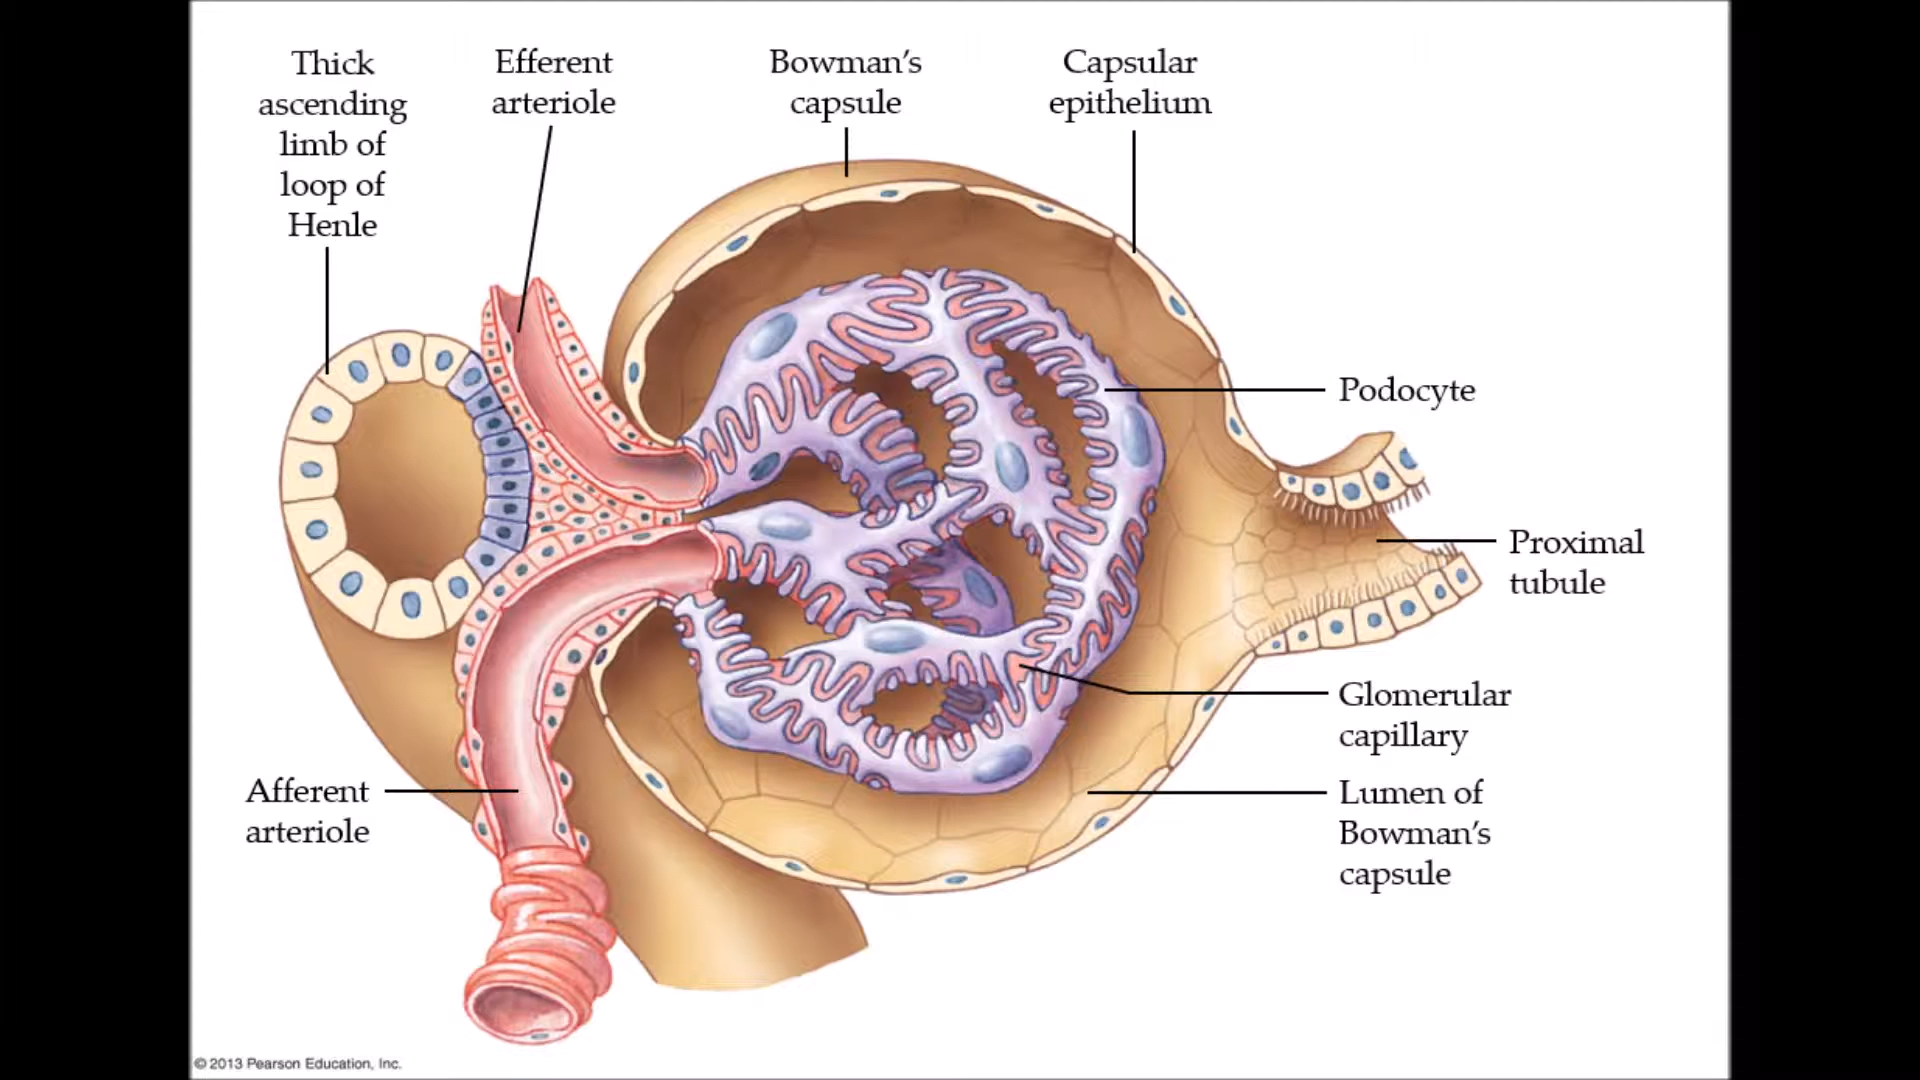 Thick
ascending
limb of
loop of
Henle
Efferent
arteriole
Bowman’s
capsule
Capsular
epithelium
Podocyte
Proximal
tubule
Glomerular
capillary
Lumen of
Bowman’s
capsule
Afferent
arteriole
© 2013 Pearson Education, Inc.